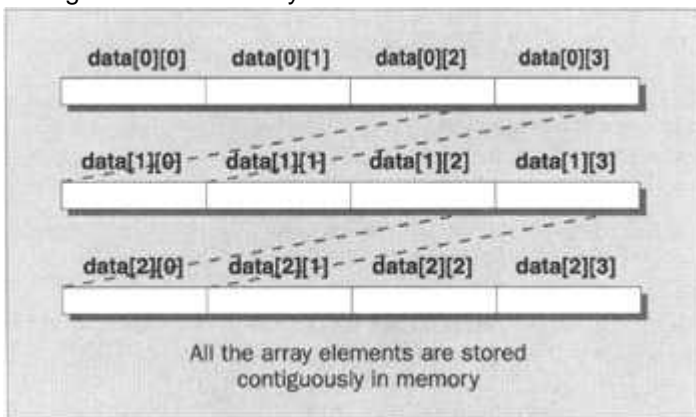 data[0][0] data[0][1] data[0][2] data[0][3]
data[1][0] data[1][1] data[1][2] data[1][3]
data[2][0] data[2][1] data[2][2] data[2][3]
All the array elements are stored
contiguously in memory